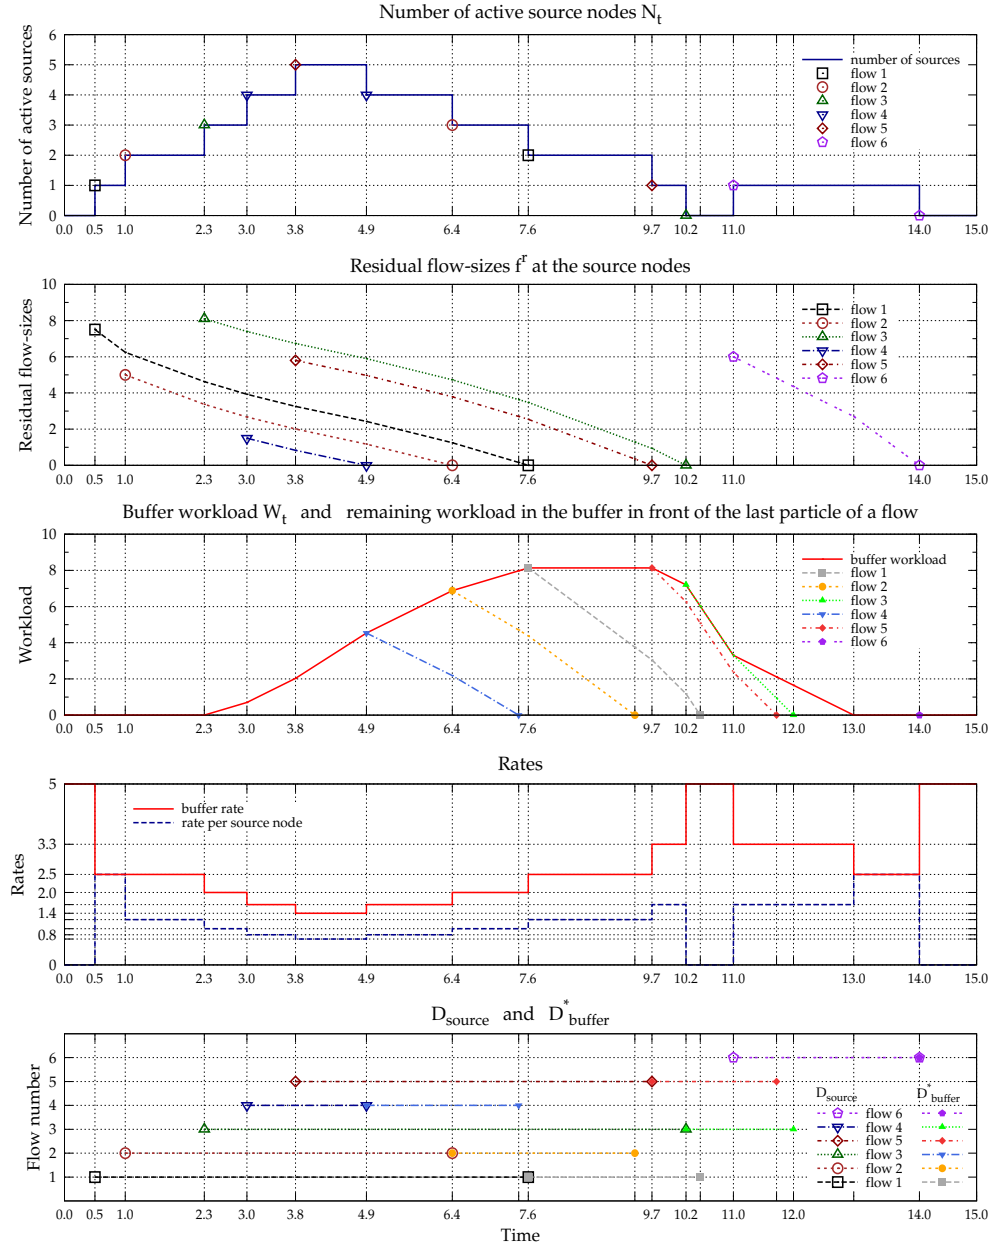 Number of active source nodes N_t
Number of active sources
6
5
4
3
2
1
0
number of sources
flow 1
flow 2
flow 3
flow 4
flow 5
flow 6
0.0 0.5 1.0 2.3 3.0 3.8 4.9 6.4 7.6 9.7 10.2 11.0 14.0 15.0
Residual flow-sizes f^r at the source nodes
Residual flow-sizes
10
8
6
4
2
0
flow 1
flow 2
flow 3
flow 4
flow 5
flow 6
0.0 0.5 1.0 2.3 3.0 3.8 4.9 6.4 7.6 9.7 10.2 11.0 14.0 15.0
Buffer workload W_t and remaining workload in the buffer in front of the last particle of a flow
Workload
10
8
6
4
2
0
buffer workload
flow 1
flow 2
flow 3
flow 4
flow 5
flow 6
0.0 0.5 1.0 2.3 3.0 3.8 4.9 6.4 7.6 9.7 10.2 11.0 12.0 13.0 14.0 15.0
Rates
Rates
5
3.3
2.5
2.0
1.4
0.8
0
buffer rate
rate per source node
0.0 0.5 1.0 2.3 3.0 3.8 4.9 6.4 7.6 9.7 10.2 11.0 13.0 14.0 15.0
D_source and D*_buffer
Flow number
6
5
4
3
2
1
D_source D*_buffer
flow 6
flow 4
flow 5
flow 3
flow 2
flow 1
0.0 0.5 1.0 2.3 3.0 3.8 4.9 6.4 7.6 9.7 10.2 11.0 12.0 14.0 15.0
Time